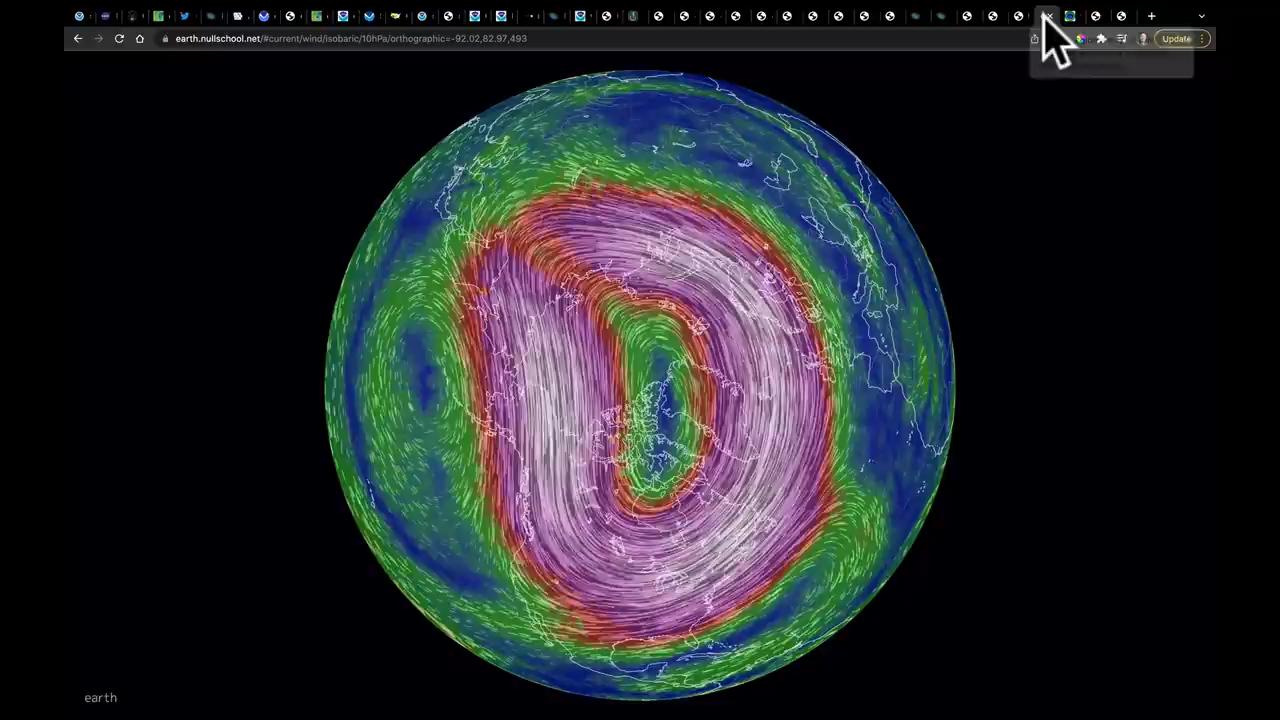 earth.nullschool.net/#current/wind/isobaric/10hPa/orthographic=-92.02,82.97,493
Update
earth